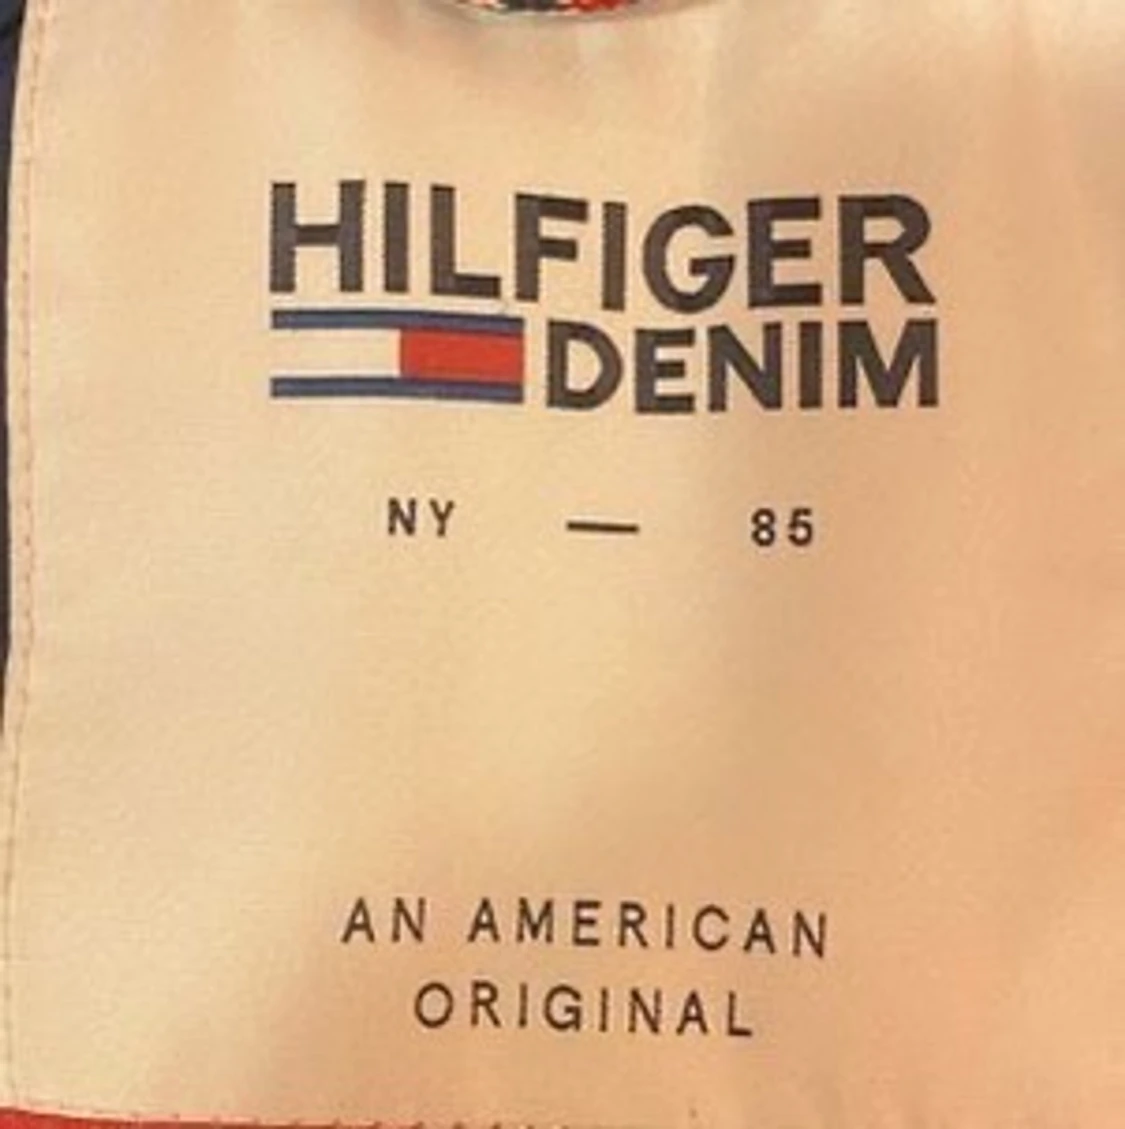 HILFIGER
DENIM
NY — 85
AN AMERICAN
ORIGINAL